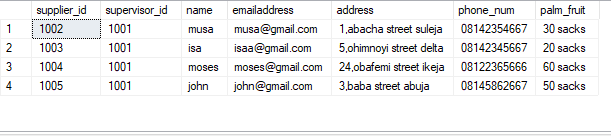 supplier_id supervisor_id name emailaddress address phone_num palm_fruit
1 1002 1001 musa musa@gmail.com 1,abacha street suleja 08142354667 30 sacks
2 1003 1001 isa isaa@gmail.com 5,ohimnoyi street delta 08142345667 20 sacks
3 1004 1001 moses moses@gmail.com 24,obafemi street ikeja 08122365666 60 sacks
4 1005 1001 john john@gmail.com 3,baba street abuja 08145862667 50 sacks